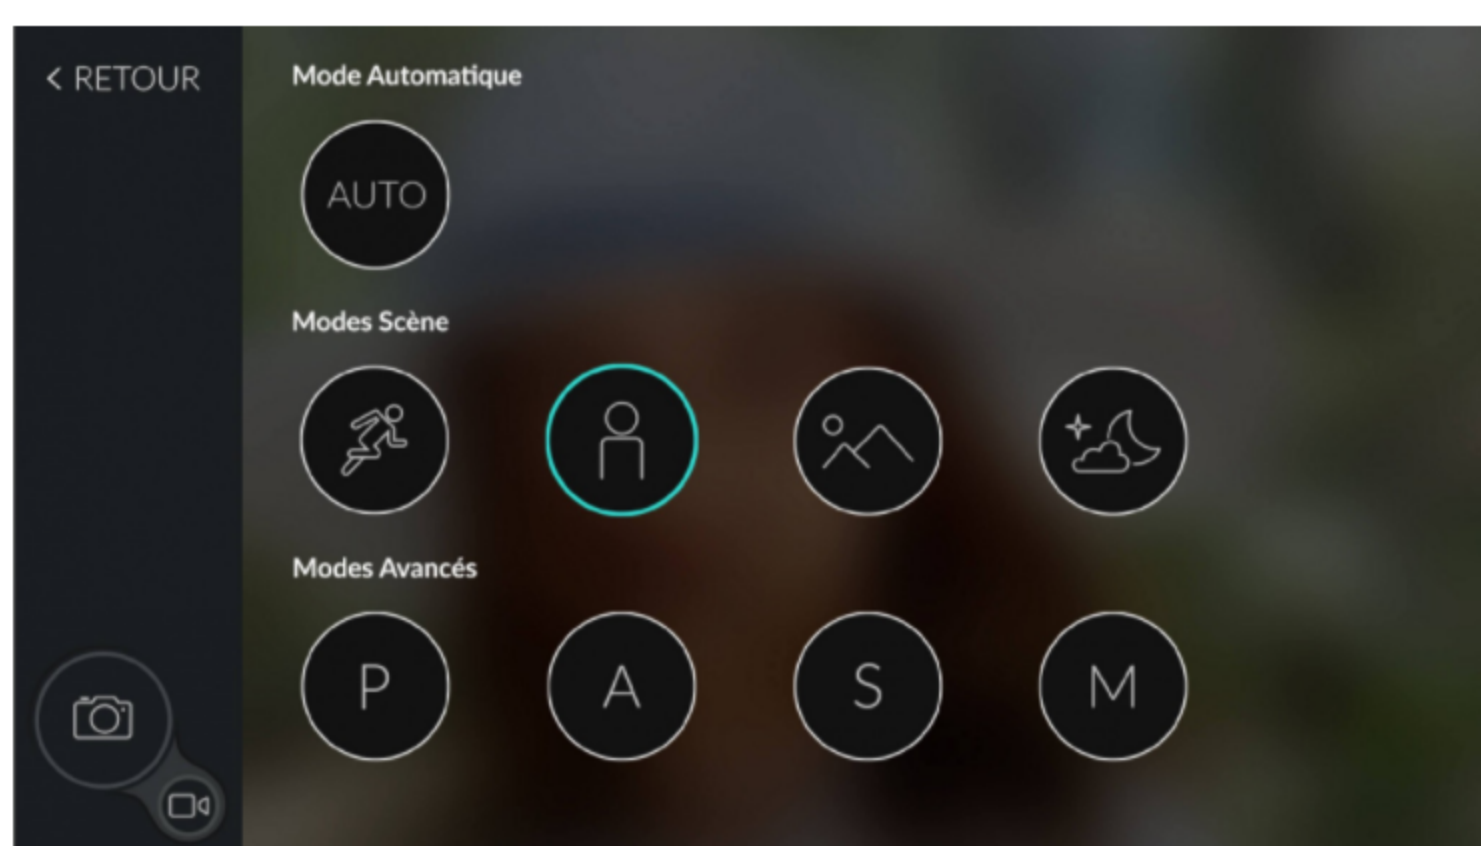 < RETOUR
Mode Automatique
AUTO
Modes Scène
Modes Avancés
P A S M